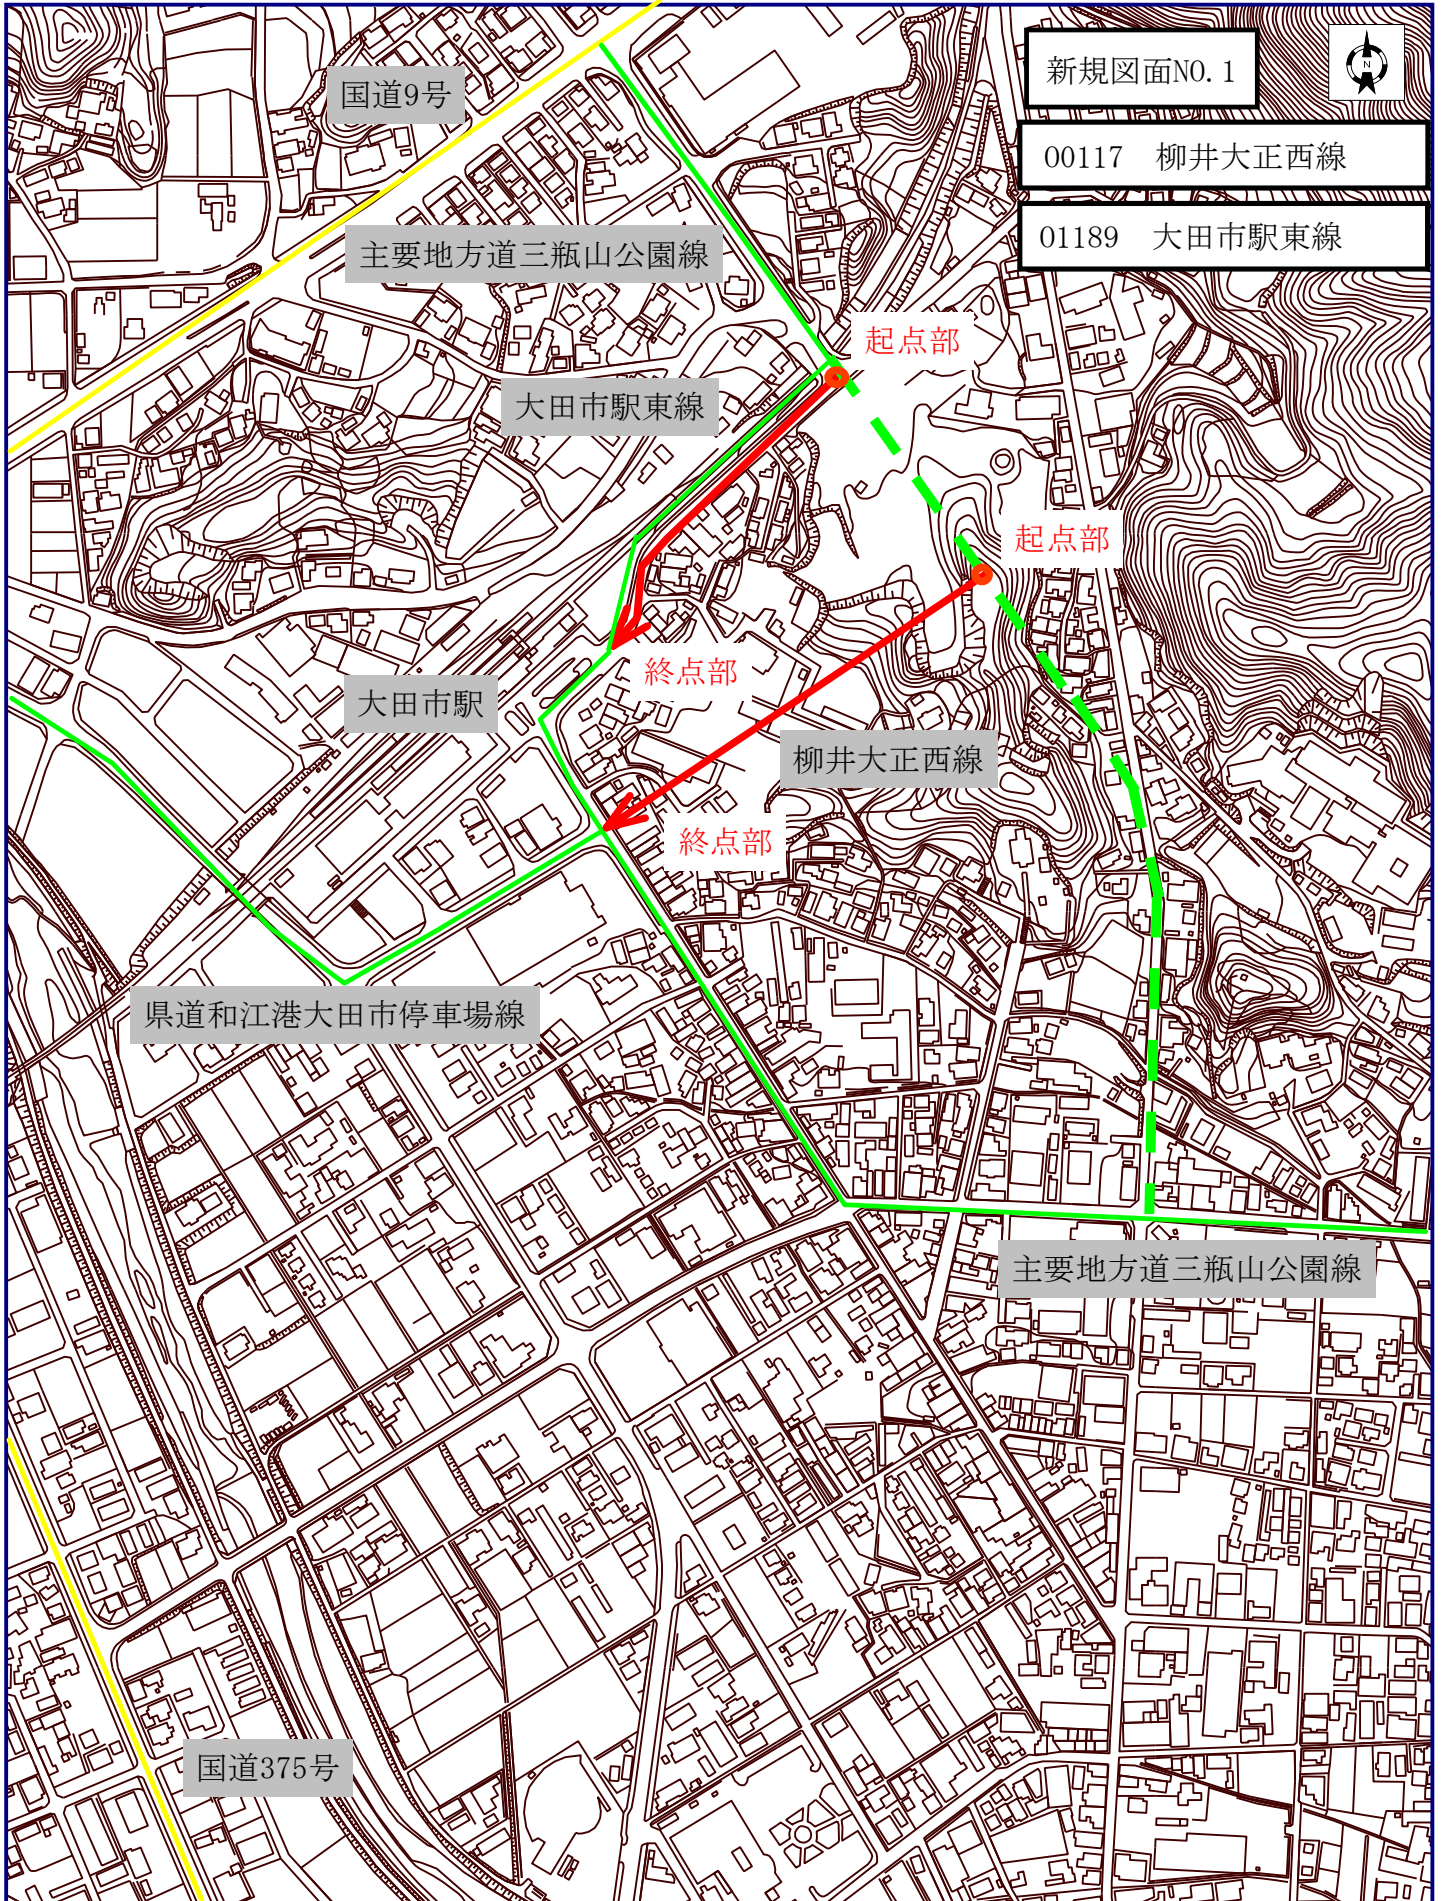 新規図面NO.1
N
国道9号
00117　柳井大正西線
01189　大田市駅東線
主要地方道三瓶山公園線
起点部
大田市駅東線
起点部
終点部
大田市駅
柳井大正西線
終点部
県道和江港大田市停車場線
主要地方道三瓶山公園線
国道375号